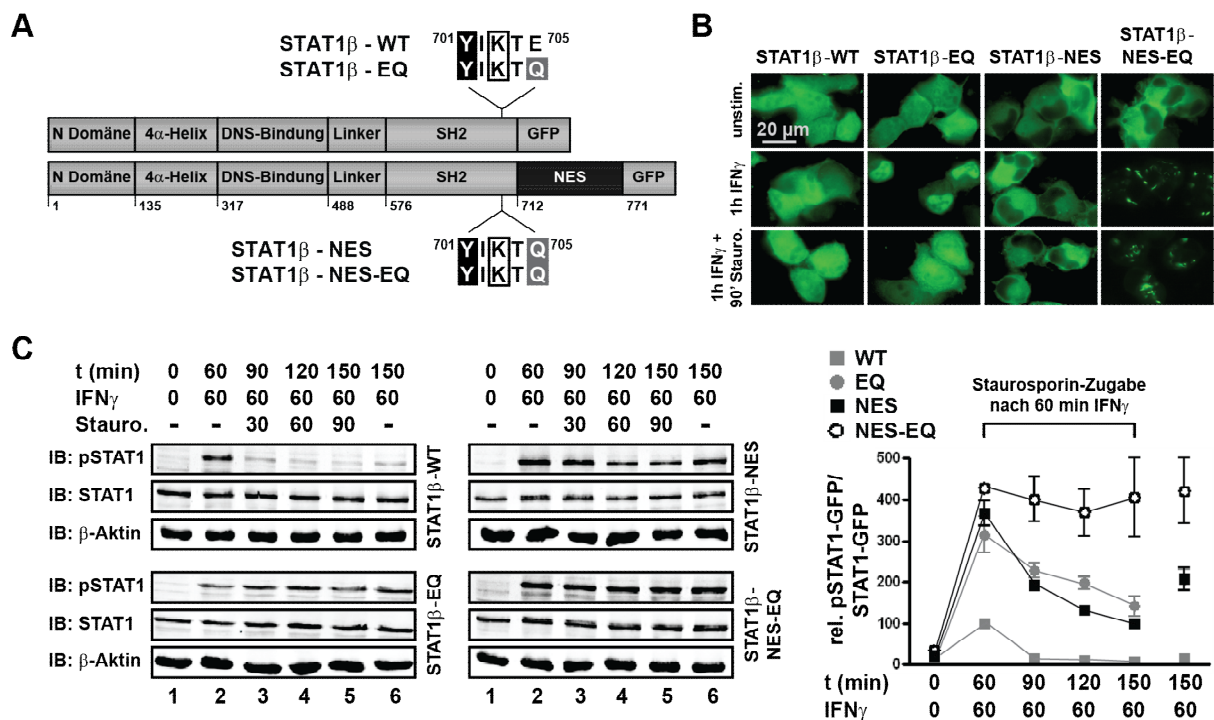 A
STAT1β - WT 701 Y I K T E 705
STAT1β - EQ Y I K T Q
N Domäne 4α-Helix DNS-Bindung Linker SH2 GFP
N Domäne 4α-Helix DNS-Bindung Linker SH2 NES GFP
1 135 317 488 576 712 771
STAT1β - NES 701 Y I K T Q 705
STAT1β - NES-EQ Y I K T Q
B
STAT1β-WT STAT1β-EQ STAT1β-NES STAT1β-
NES-EQ
unstim.
20 µm
1h IFNγ
1h IFNγ +
90' Stauro.
C
t (min) 0 60 90 120 150 150
IFNγ 0 60 60 60 60 60
Stauro. - - 30 60 90 -
IB: pSTAT1
IB: STAT1
IB: β-Aktin
STAT1β-WT
IB: pSTAT1
IB: STAT1
IB: β-Aktin
STAT1β-EQ
1 2 3 4 5 6
0 60 90 120 150 150
0 60 60 60 60 60
- - 30 60 90 -
STAT1β-NES
STAT1β-
NES-EQ
1 2 3 4 5 6
WT
EQ
NES
NES-EQ
Staurosporin-Zugabe
nach 60 min IFNγ
rel. pSTAT1-GFP/
STAT1-GFP
500
400
300
200
100
0
t (min) 0 60 90 120 150 150
IFNγ 0 60 60 60 60 60